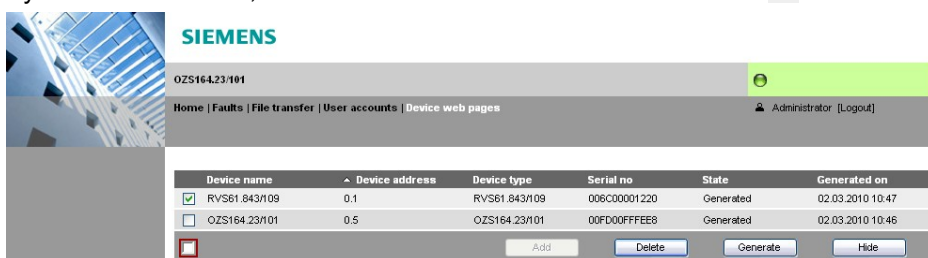 SIEMENS
OZS164.23/101
Home | Faults | File transfer | User accounts | Device web pages
Administrator [Logout]
Device name Device address Device type Serial no State Generated on
RVS61.843/109 0.1 RVS61.843/109 006C00001220 Generated 02.03.2010 10:47
OZS164.23/101 0.5 OZS164.23/101 00FD00FFFEE8 Generated 02.03.2010 10:46
Add Delete Generate Hide